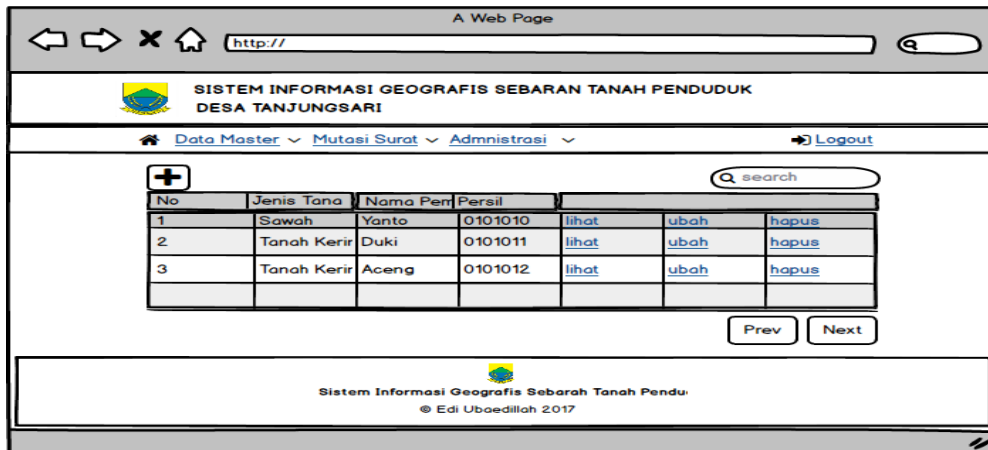 A Web Page
http://
SISTEM INFORMASI GEOGRAFIS SEBARAN TANAH PENDUDUK
DESA TANJUNGSARI
Data Master Mutasi Surat Admnistrasi Logout
search
No Jenis Tana Nama Pem Persil
1 Sawah Yanto 0101010 lihat ubah hapus
2 Tanah Kerir Duki 0101011 lihat ubah hapus
3 Tanah Kerir Aceng 0101012 lihat ubah hapus
Prev Next
Sistem Informasi Geografis Sebarah Tanah Pendu
© Edi Ubaedillah 2017